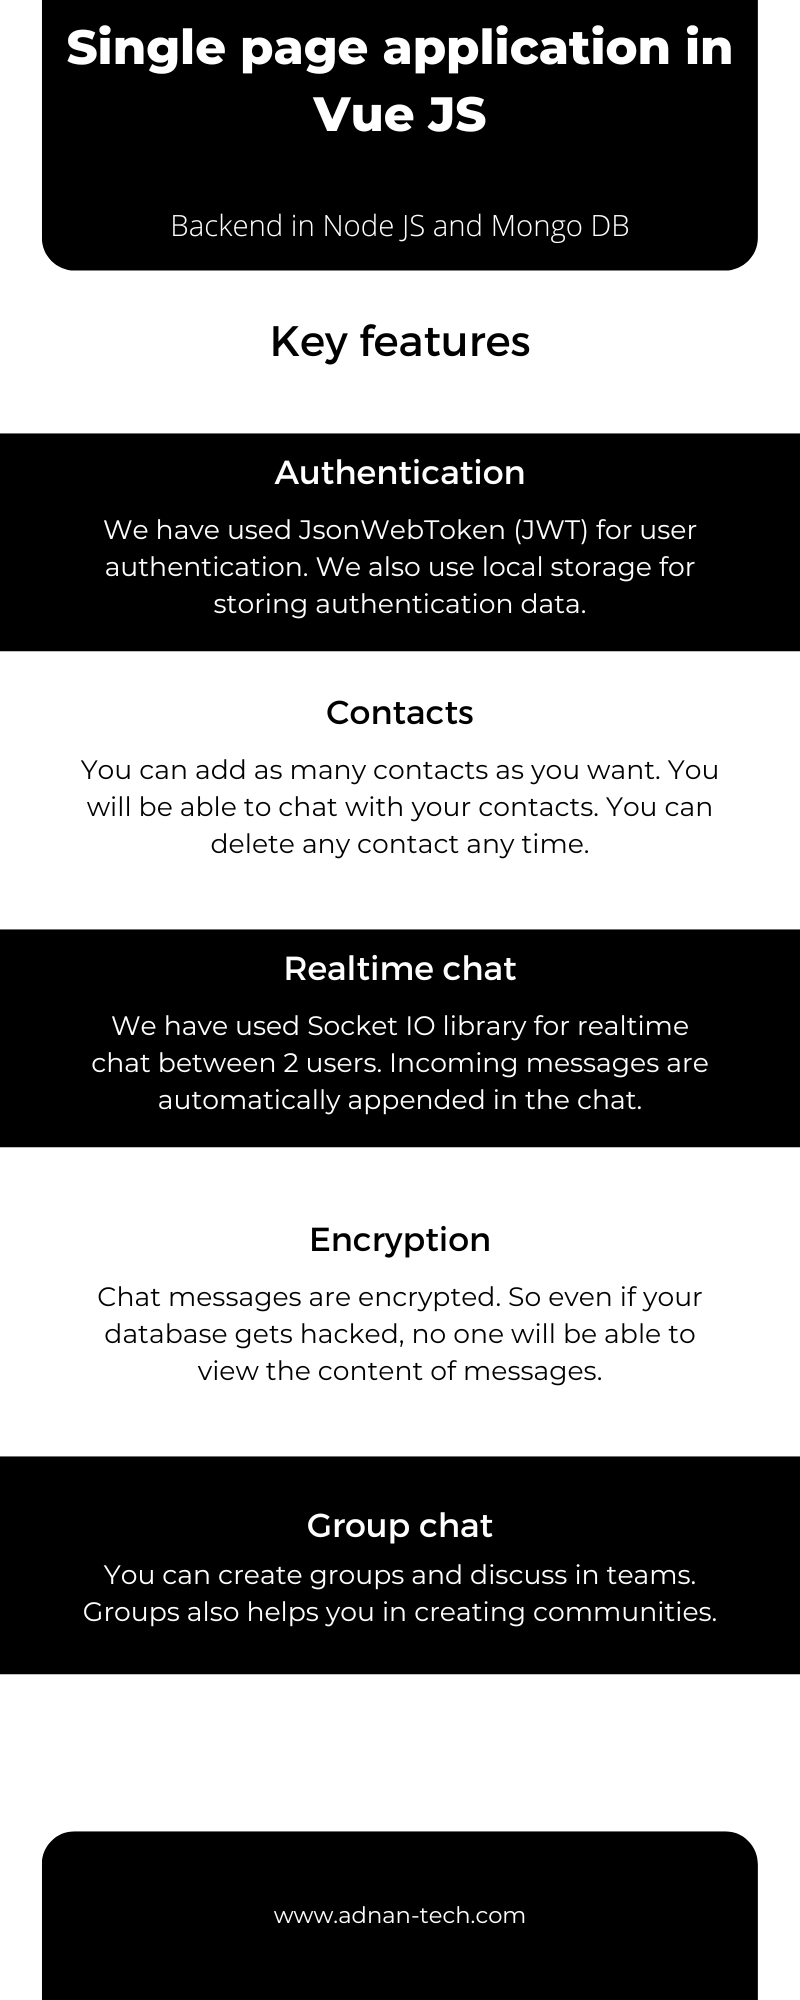 Single page application in
Vue JS
Backend in Node JS and Mongo DB
Key features
Authentication
We have used JsonWebToken (JWT) for user
authentication. We also use local storage for
storing authentication data.
Contacts
You can add as many contacts as you want. You
will be able to chat with your contacts. You can
delete any contact any time.
Realtime chat
We have used Socket IO library for realtime
chat between 2 users. Incoming messages are
automatically appended in the chat.
Encryption
Chat messages are encrypted. So even if your
database gets hacked, no one will be able to
view the content of messages.
Group chat
You can create groups and discuss in teams.
Groups also helps you in creating communities.
www.adnan-tech.com